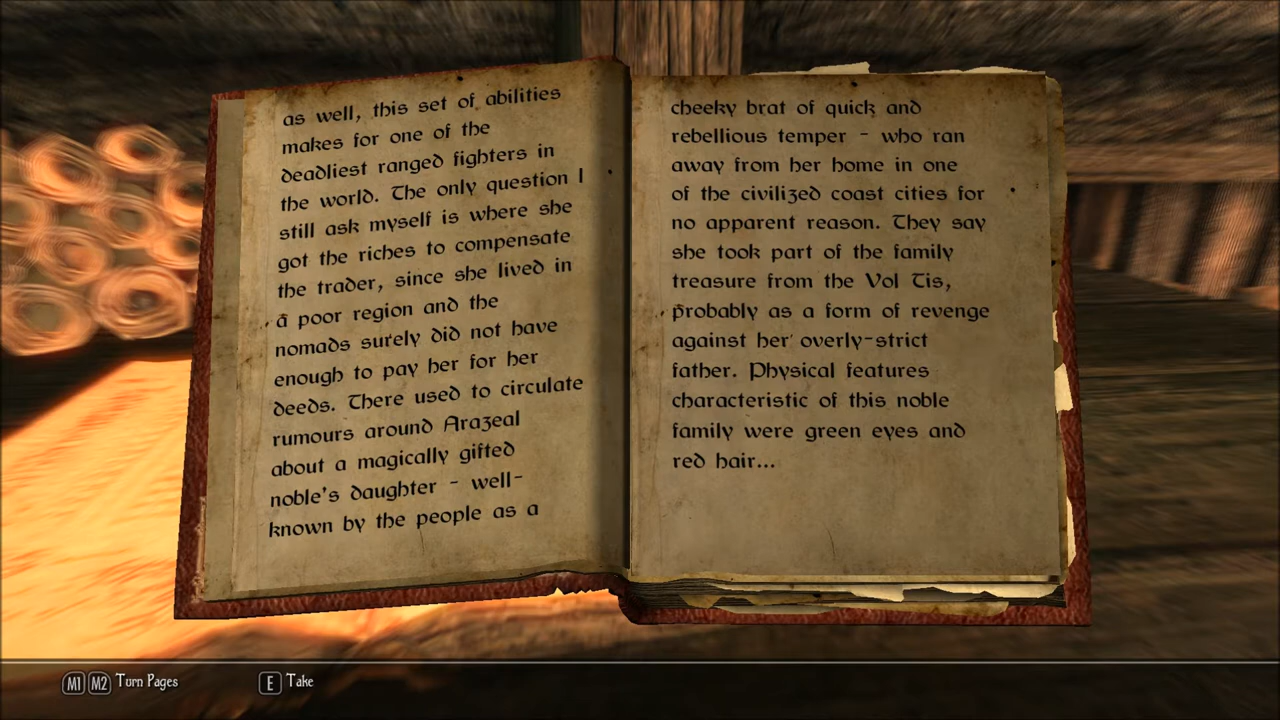 as well, this set of abilities
makes for one of the
deadliest ranged fighters in
the world. The only question I
still ask myself is where she
got the riches to compensate
the trader, since she lived in
a poor region and the
nomads surely did not have
enough to pay her for her
deeds. There used to circulate
rumours around Arazeal
about a magically gifted
noble's daughter - well-
known by the people as a
cheeky brat of quick and
rebellious temper - who ran
away from her home in one
of the civilized coast cities for
no apparent reason. They say
she took part of the family
treasure from the Vol Tis,
probably as a form of revenge
against her overly-strict
father. Physical features
characteristic of this noble
family were green eyes and
red hair...
M1 M2 Turn Pages
E Take